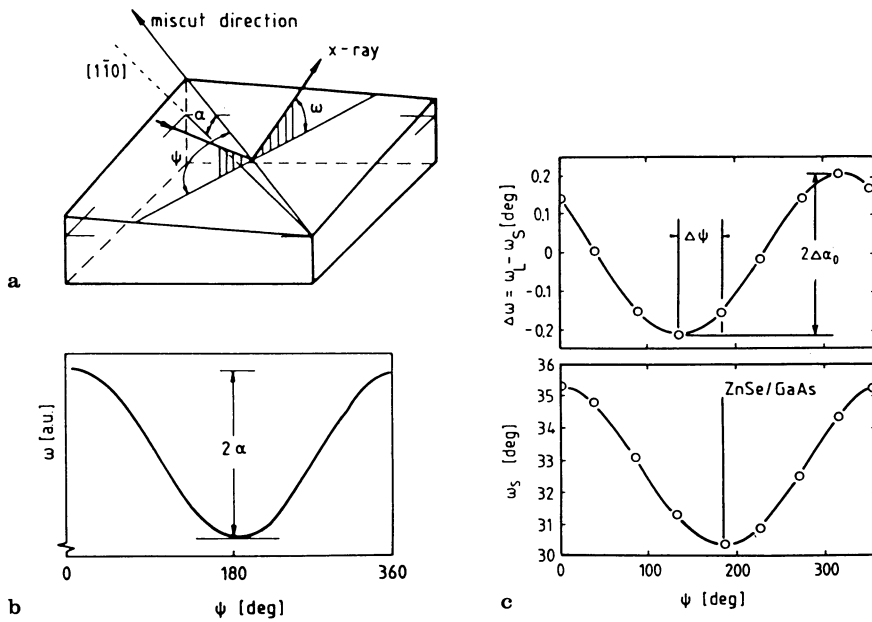 miscut direction
x-ray
[11̄0]
α
ω
ψ
a
ω [a.u.]
2α
0
180
360
ψ [deg]
b
Δω = ω_L - ω_S [deg]
0.2
0.1
0
-0.1
-0.2
Δψ
2Δα₀
36
35
34
33
32
31
30
ω_S [deg]
ZnSe/GaAs
0
100
200
300
ψ [deg]
c